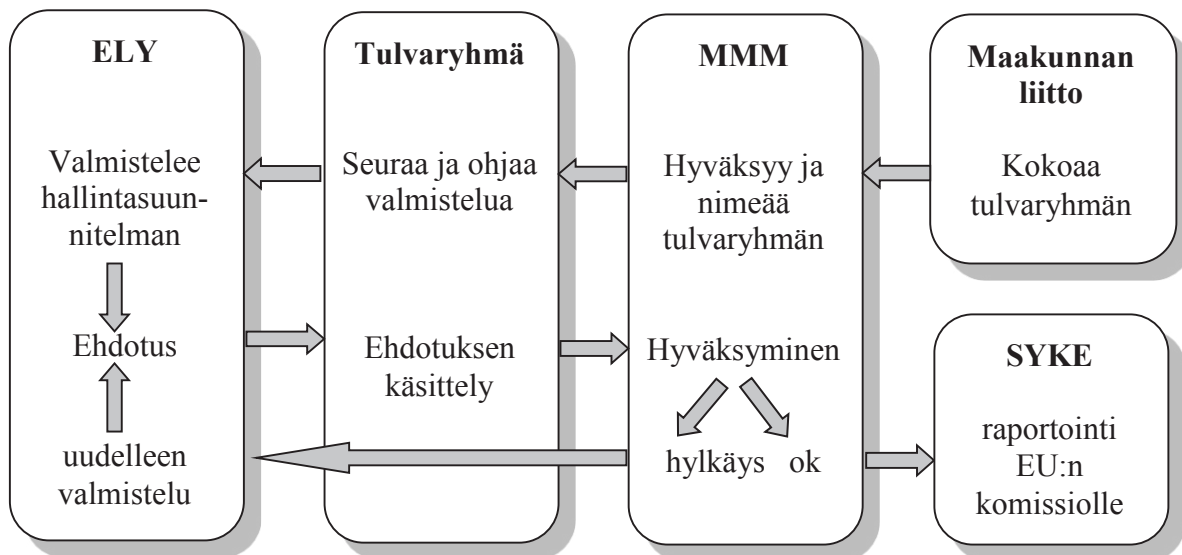 ELY
Valmistelee
hallintasuun-
nitelman
Ehdotus
uudelleen
valmistelu
Tulvaryhmä
Seuraa ja ohjaa
valmistelua
Ehdotuksen
käsittely
MMM
Hyväksyy ja
nimeää
tulvaryhmän
Hyväksyminen
hylkäys ok
Maakunnan
liitto
Kokoaa
tulvaryhmän
SYKE
raportointi
EU:n
komissiolle